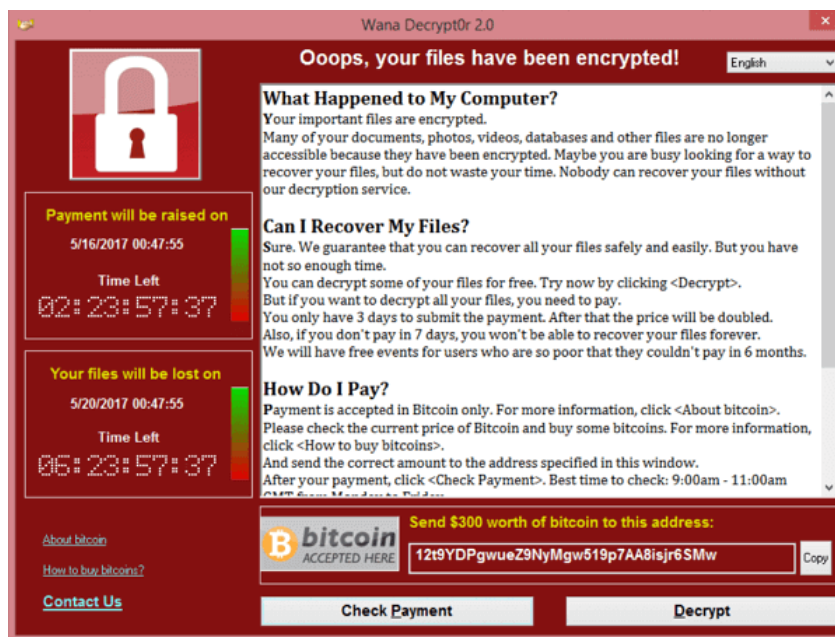 Wana Decrypt0r 2.0
Ooops, your files have been encrypted!
English
What Happened to My Computer?
Your important files are encrypted.
Many of your documents, photos, videos, databases and other files are no longer
accessible because they have been encrypted. Maybe you are busy looking for a way to
recover your files, but do not waste your time. Nobody can recover your files without
our decryption service.
Can I Recover My Files?
Sure. We guarantee that you can recover all your files safely and easily. But you have
not so enough time.
You can decrypt some of your files for free. Try now by clicking <Decrypt>.
But if you want to decrypt all your files, you need to pay.
You only have 3 days to submit the payment. After that the price will be doubled.
Also, if you don't pay in 7 days, you won't be able to recover your files forever.
We will have free events for users who are so poor that they couldn't pay in 6 months.
How Do I Pay?
Payment is accepted in Bitcoin only. For more information, click <About bitcoin>.
Please check the current price of Bitcoin and buy some bitcoins. For more information,
click <How to buy bitcoins>.
And send the correct amount to the address specified in this window.
After your payment, click <Check Payment>. Best time to check: 9:00am - 11:00am
GMT from Monday to Friday.
Payment will be raised on
5/16/2017 00:47:55
Time Left
02:23:57:37
Your files will be lost on
5/20/2017 00:47:55
Time Left
06:23:57:37
About bitcoin
How to buy bitcoins?
Contact Us
bitcoin
ACCEPTED HERE
Send $300 worth of bitcoin to this address:
12t9YDPgwueZ9NyMgw519p7AA8isjr6SMw
Copy
Check Payment
Decrypt